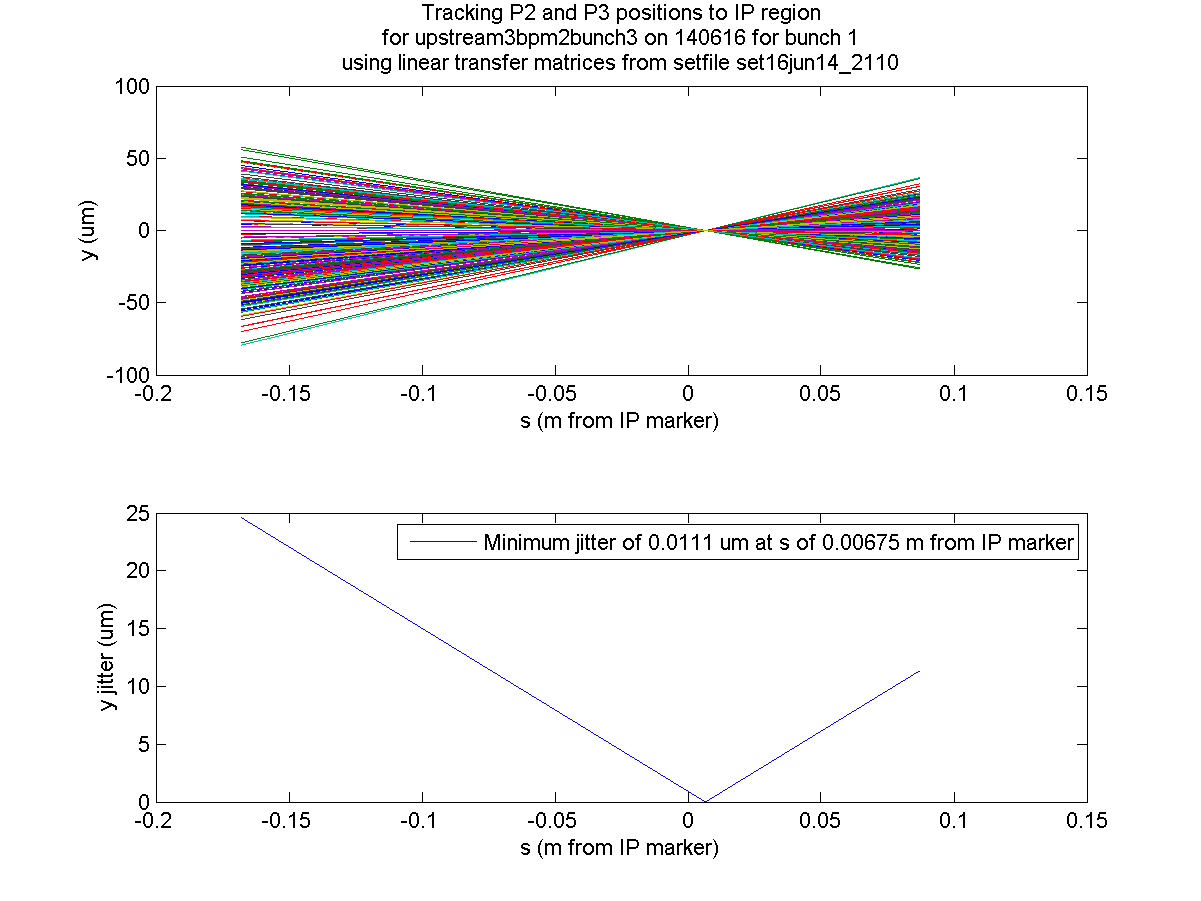 Tracking P2 and P3 positions to IP region
for upstream3bpm2bunch3 on 140616 for bunch 1
using linear transfer matrices from setfile set16jun14_2110
100
50
0
-50
-100
y (um)
-0.2 -0.15 -0.1 -0.05 0 0.05 0.1 0.15
s (m from IP marker)
25
20
15
10
5
0
y jitter (um)
Minimum jitter of 0.0111 um at s of 0.00675 m from IP marker
-0.2 -0.15 -0.1 -0.05 0 0.05 0.1 0.15
s (m from IP marker)